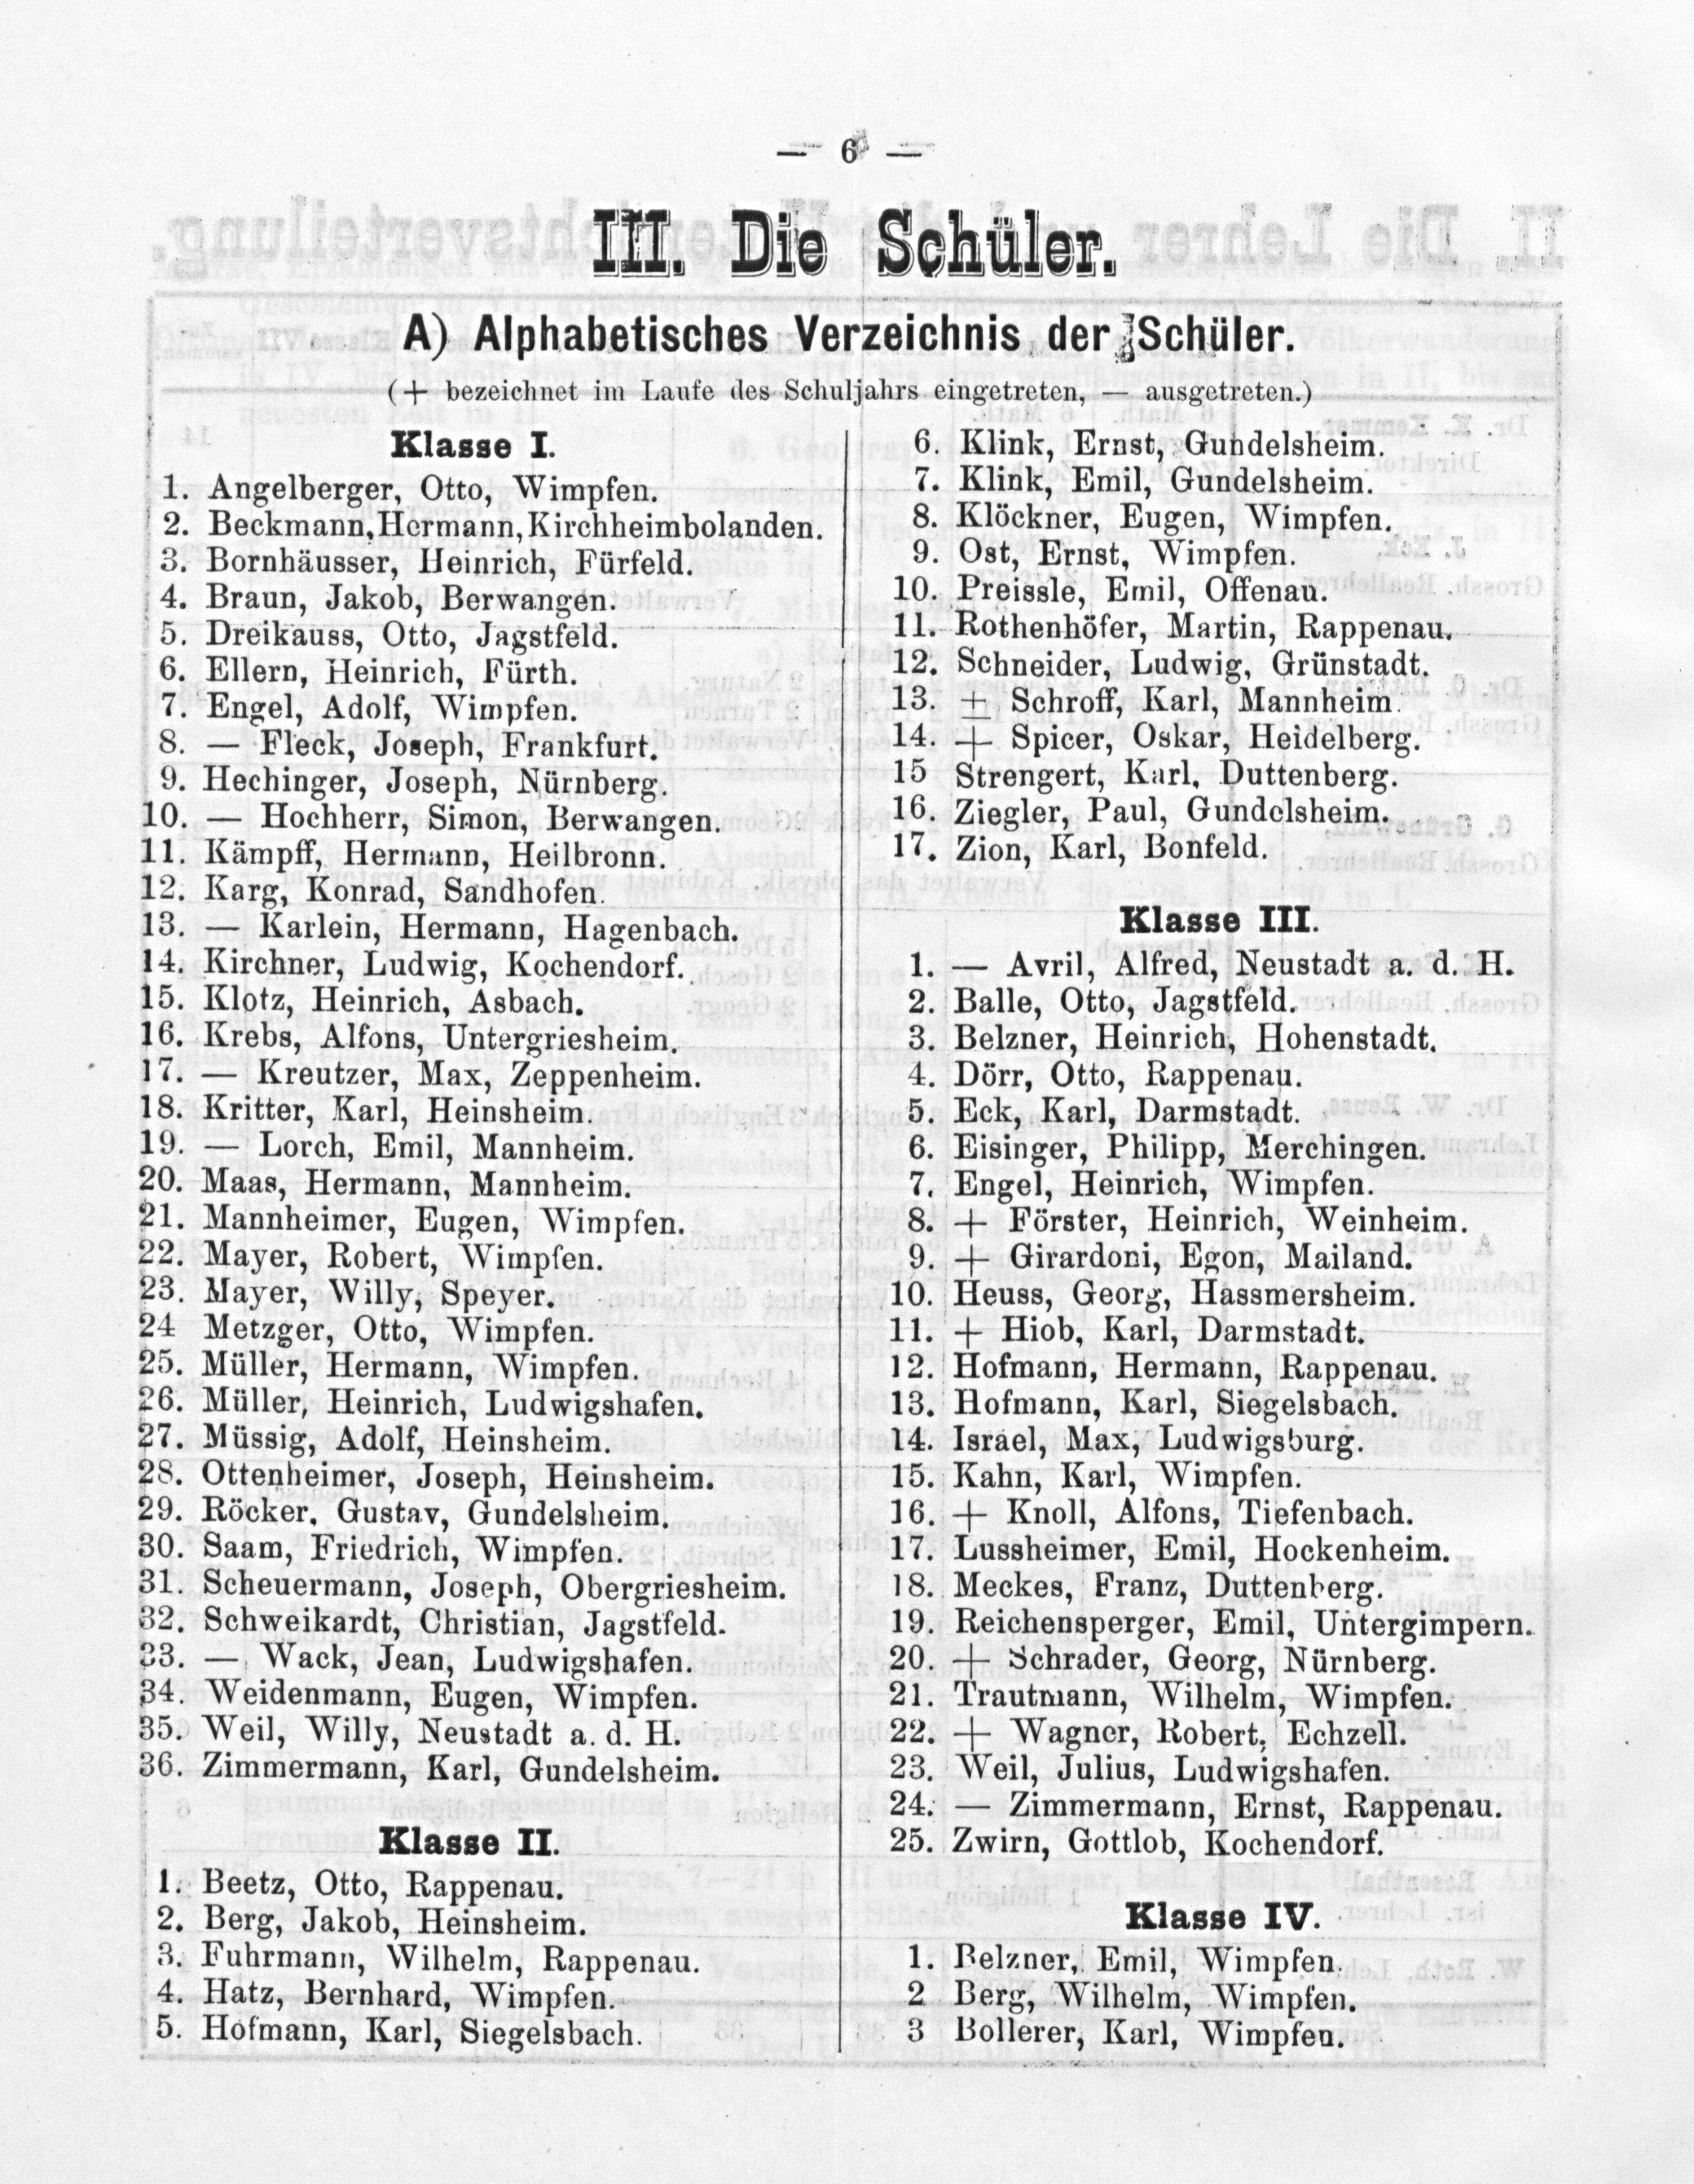 — 6 —
III. Die Schüler.
A) Alphabetisches Verzeichnis der Schüler.
(+ bezeichnet im Laufe des Schuljahrs eingetreten, — ausgetreten.)
Klasse I.
1. Angelberger, Otto, Wimpfen.
2. Beckmann, Hermann, Kirchheimbolanden.
3. Bornhäusser, Heinrich, Fürfeld.
4. Braun, Jakob, Berwangen.
5. Dreikauss, Otto, Jagstfeld.
6. Ellern, Heinrich, Fürth.
7. Engel, Adolf, Wimpfen.
8. — Fleck, Joseph, Frankfurt.
9. Hechinger, Joseph, Nürnberg.
10. — Hochherr, Simon, Berwangen.
11. Kämpff, Hermann, Heilbronn.
12. Karg, Konrad, Sandhofen.
13. — Karlein, Hermann, Hagenbach.
14. Kirchner, Ludwig, Kochendorf.
15. Klotz, Heinrich, Asbach.
16. Krebs, Alfons, Untergriesheim.
17. — Kreutzer, Max, Zeppenheim.
18. Kritter, Karl, Heinsheim.
19. — Lorch, Emil, Mannheim.
20. Maas, Hermann, Mannheim.
21. Mannheimer, Eugen, Wimpfen.
22. Mayer, Robert, Wimpfen.
23. Mayer, Willy, Speyer.
24 Metzger, Otto, Wimpfen.
25. Müller, Hermann, Wimpfen.
26. Müller, Heinrich, Ludwigshafen.
27. Müssig, Adolf, Heinsheim.
28. Ottenheimer, Joseph, Heinsheim.
29. Röcker, Gustav, Gundelsheim.
30. Saam, Friedrich, Wimpfen.
31. Scheuermann, Joseph, Obergriesheim.
32. Schweikardt, Christian, Jagstfeld.
33. — Wack, Jean, Ludwigshafen.
34. Weidenmann, Eugen, Wimpfen.
35. Weil, Willy, Neustadt a. d. H.
36. Zimmermann, Karl, Gundelsheim.
Klasse II.
1. Beetz, Otto, Rappenau.
2. Berg, Jakob, Heinsheim.
3. Fuhrmann, Wilhelm, Rappenau.
4. Hatz, Bernhard, Wimpfen.
5. Hofmann, Karl, Siegelsbach.
6. Klink, Ernst, Gundelsheim.
7. Klink, Emil, Gundelsheim.
8. Klöckner, Eugen, Wimpfen.
9. Ost, Ernst, Wimpfen.
10. Preissle, Emil, Offenau.
11. Rothenhöfer, Martin, Rappenau.
12. Schneider, Ludwig, Grünstadt.
13. ± Schroff, Karl, Mannheim.
14. + Spicer, Oskar, Heidelberg.
15 Strengert, Karl, Duttenberg.
16. Ziegler, Paul, Gundelsheim.
17. Zion, Karl, Bonfeld.
Klasse III.
1. — Avril, Alfred, Neustadt a. d. H.
2. Balle, Otto, Jagstfeld.
3. Belzner, Heinrich, Hohenstadt.
4. Dörr, Otto, Rappenau.
5. Eck, Karl, Darmstadt.
6. Eisinger, Philipp, Merchingen.
7. Engel, Heinrich, Wimpfen.
8. + Förster, Heinrich, Weinheim.
9. + Girardoni, Egon, Mailand.
10. Heuss, Georg, Hassmersheim.
11. + Hiob, Karl, Darmstadt.
12. Hofmann, Hermann, Rappenau.
13. Hofmann, Karl, Siegelsbach.
14. Israel, Max, Ludwigsburg.
15. Kahn, Karl, Wimpfen.
16. + Knoll, Alfons, Tiefenbach.
17. Lussheimer, Emil, Hockenheim.
18. Meckes, Franz, Duttenberg.
19. Reichensperger, Emil, Untergimpern.
20. + Schrader, Georg, Nürnberg.
21. Trautmann, Wilhelm, Wimpfen.
22. + Wagner, Robert, Echzell.
23. Weil, Julius, Ludwigshafen.
24. — Zimmermann, Ernst, Rappenau.
25. Zwirn, Gottlob, Kochendorf.
Klasse IV.
1. Belzner, Emil, Wimpfen.
2 Berg, Wilhelm, Wimpfen.
3 Bollerer, Karl, Wimpfen.